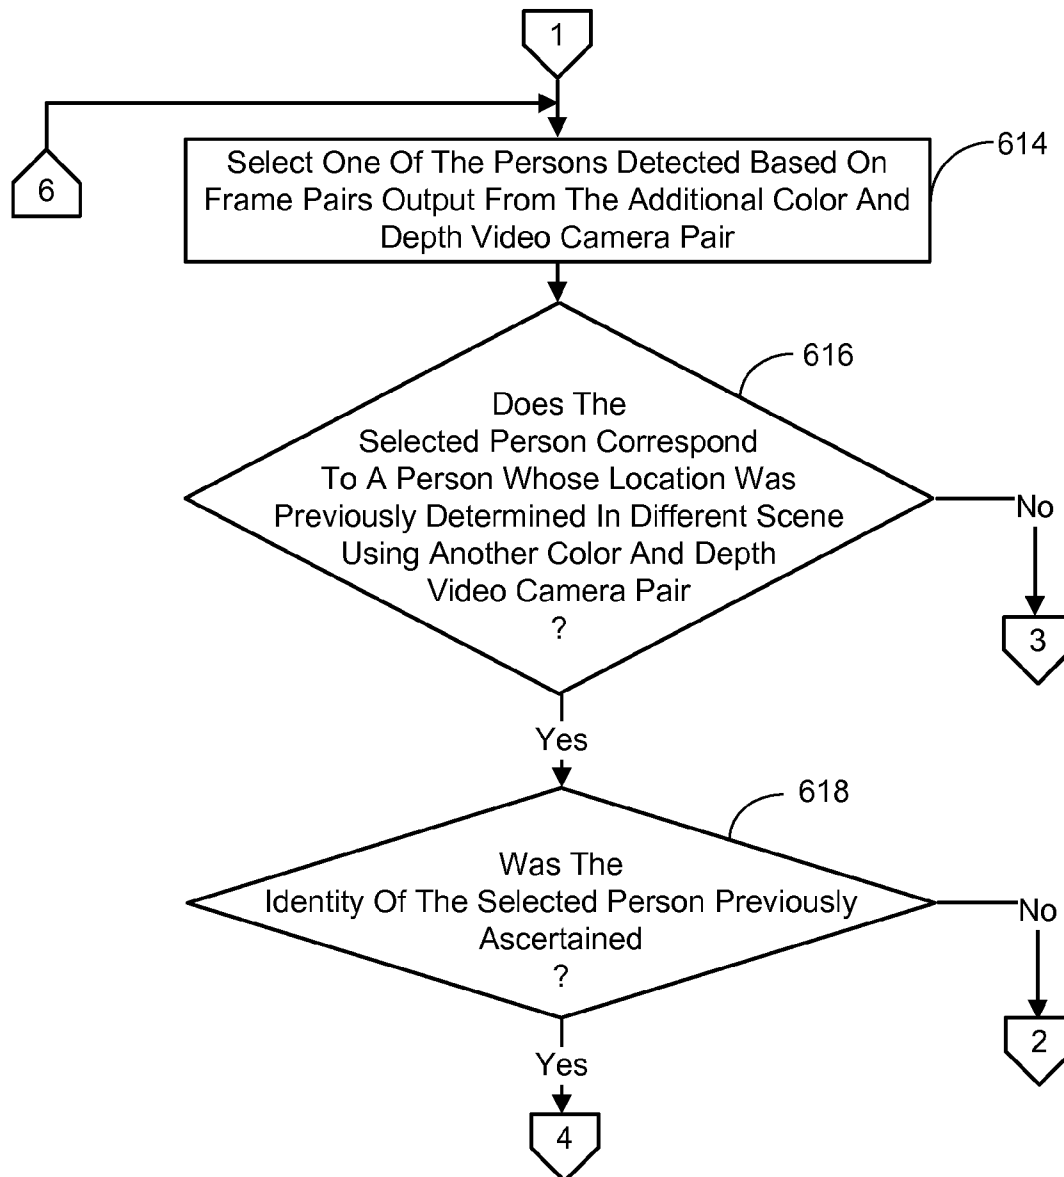 1
6
614
Select One Of The Persons Detected Based On
Frame Pairs Output From The Additional Color And
Depth Video Camera Pair
616
Does The
Selected Person Correspond
To A Person Whose Location Was
Previously Determined In Different Scene
Using Another Color And Depth
Video Camera Pair
?
No
3
Yes
618
Was The
Identity Of The Selected Person Previously
Ascertained
?
No
2
Yes
4